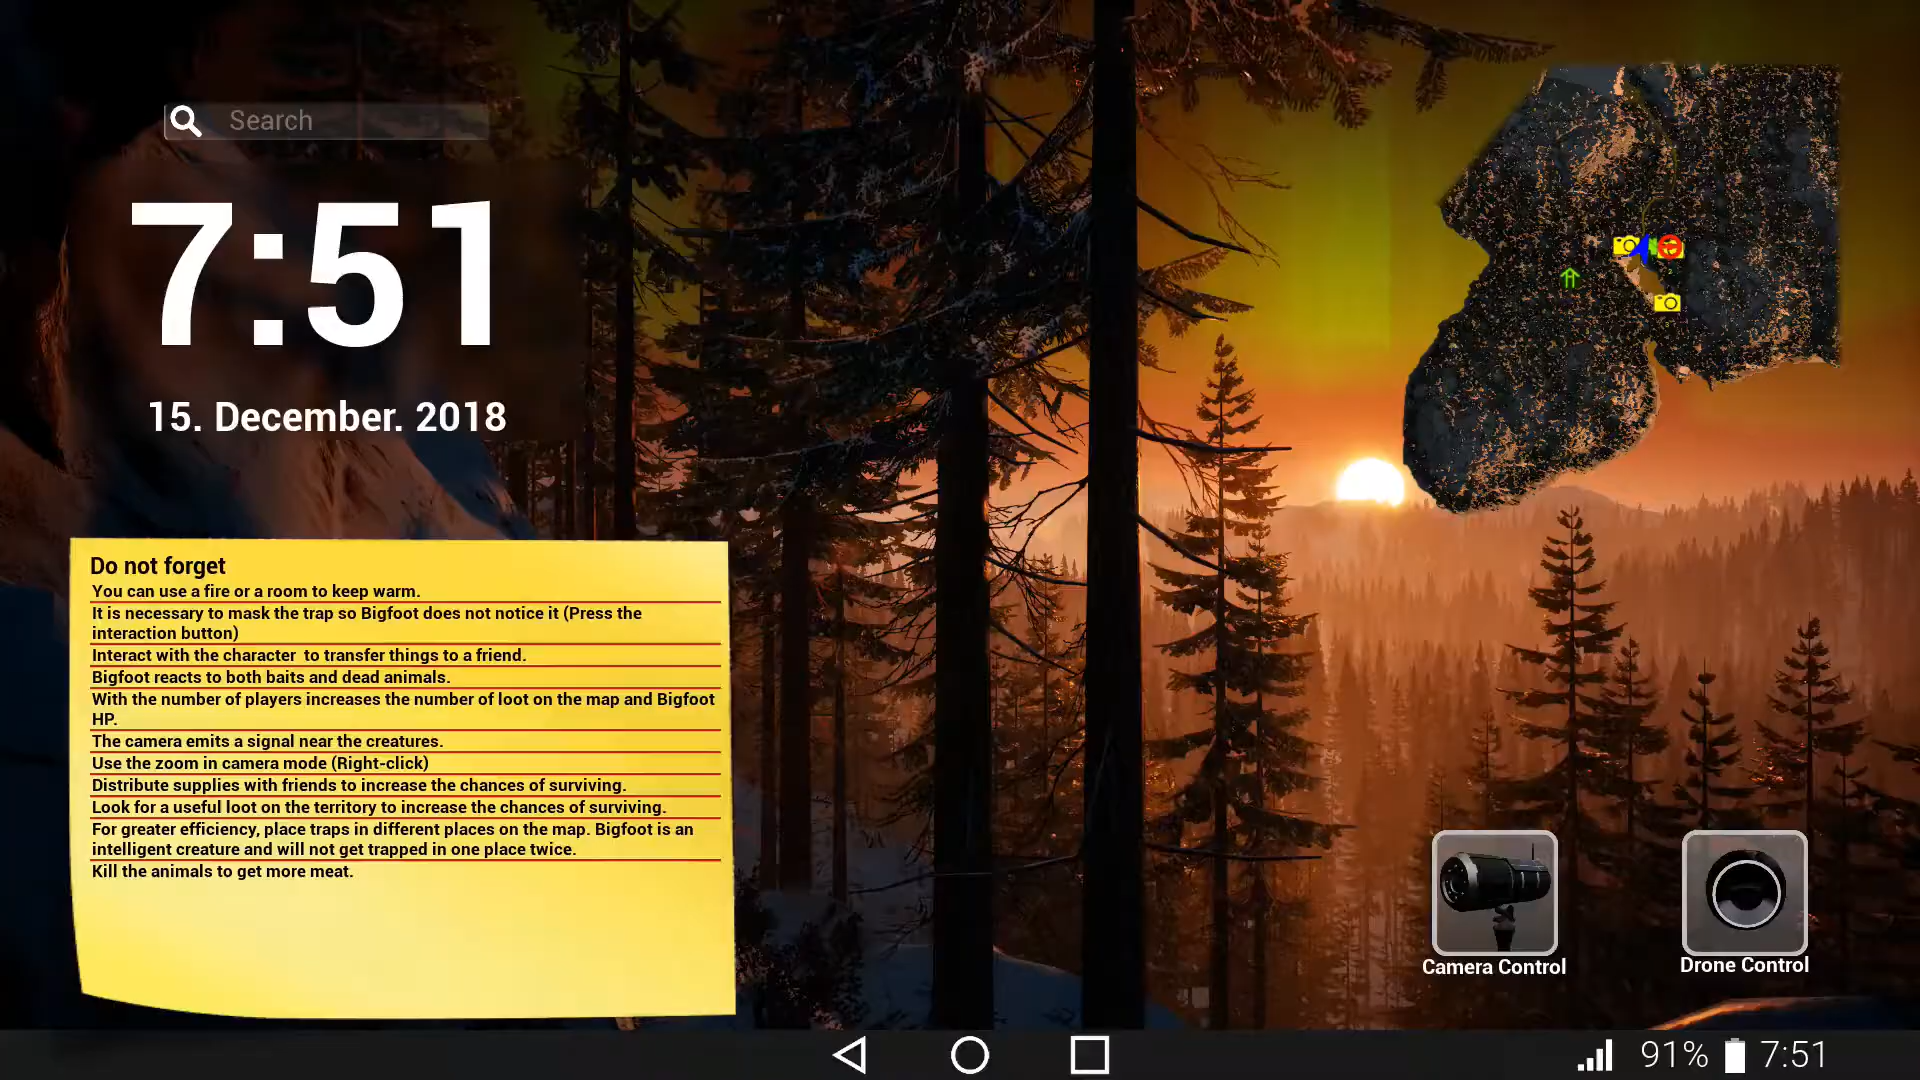 Search
7:51
15. December. 2018
Do not forget
You can use a fire or a room to keep warm.
It is necessary to mask the trap so Bigfoot does not notice it (Press the
interaction button)
Interact with the character  to transfer things to a friend.
Bigfoot reacts to both baits and dead animals.
With the number of players increases the number of loot on the map and Bigfoot
HP.
The camera emits a signal near the creatures.
Use the zoom in camera mode (Right-click)
Distribute supplies with friends to increase the chances of surviving.
Look for a useful loot on the territory to increase the chances of surviving.
For greater efficiency, place traps in different places on the map. Bigfoot is an
intelligent creature and will not get trapped in one place twice.
Kill the animals to get more meat.
Camera Control
Drone Control
91% 7:51